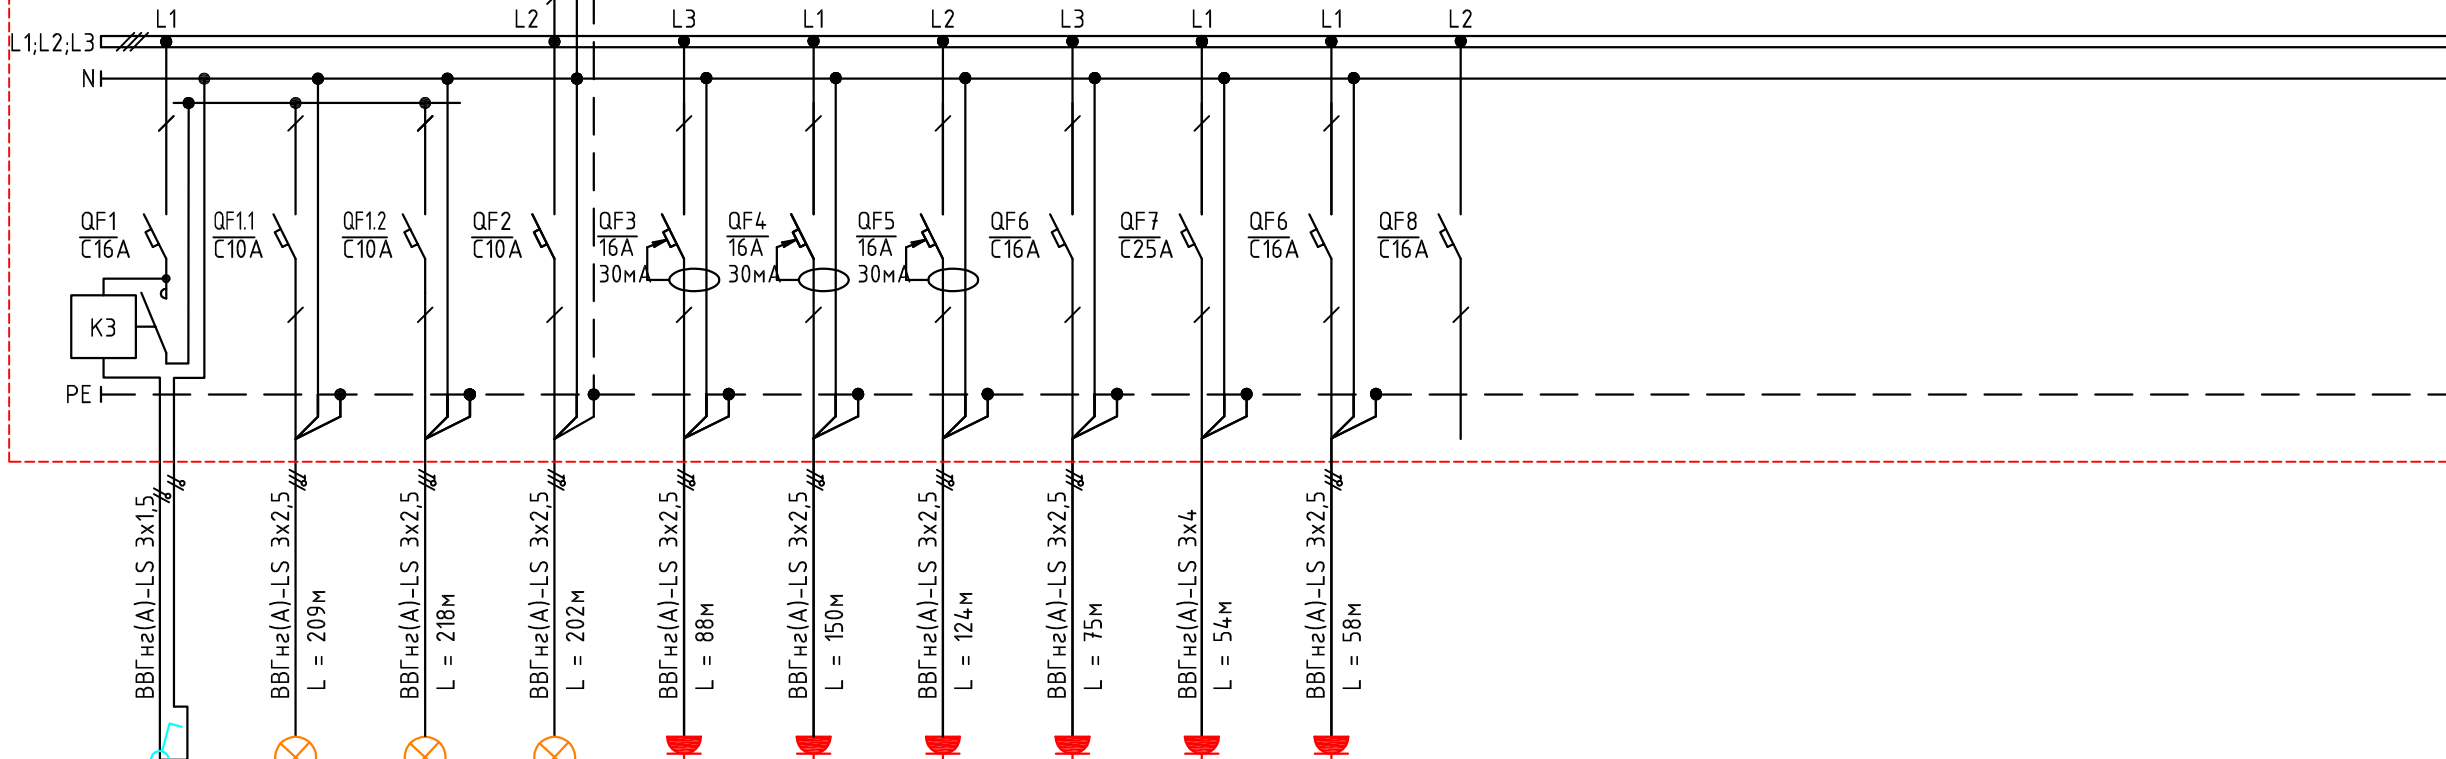 L1 L2 L3 L1 L2 L3 L1 L1 L2
L1;L2;L3
N
QF1 QF1.1 QF1.2 QF2 QF3 QF4 QF5 QF6 QF7 QF6 QF8
C16A C10A C10A C10A 16A 16A 16A C16A C25A C16A C16A
30мА 30мА 30мА
К3
PE
ВВГнг(А)-LS 3х1,5
ВВГнг(А)-LS 3х2,5
L = 209м
ВВГнг(А)-LS 3х2,5
L = 218м
ВВГнг(А)-LS 3х2,5
L = 202м
ВВГнг(А)-LS 3х2,5
L = 88м
ВВГнг(А)-LS 3х2,5
L = 150м
ВВГнг(А)-LS 3х2,5
L = 124м
ВВГнг(А)-LS 3х2,5
L = 75м
ВВГнг(А)-LS 3х4
L = 54м
ВВГнг(А)-LS 3х2,5
L = 58м